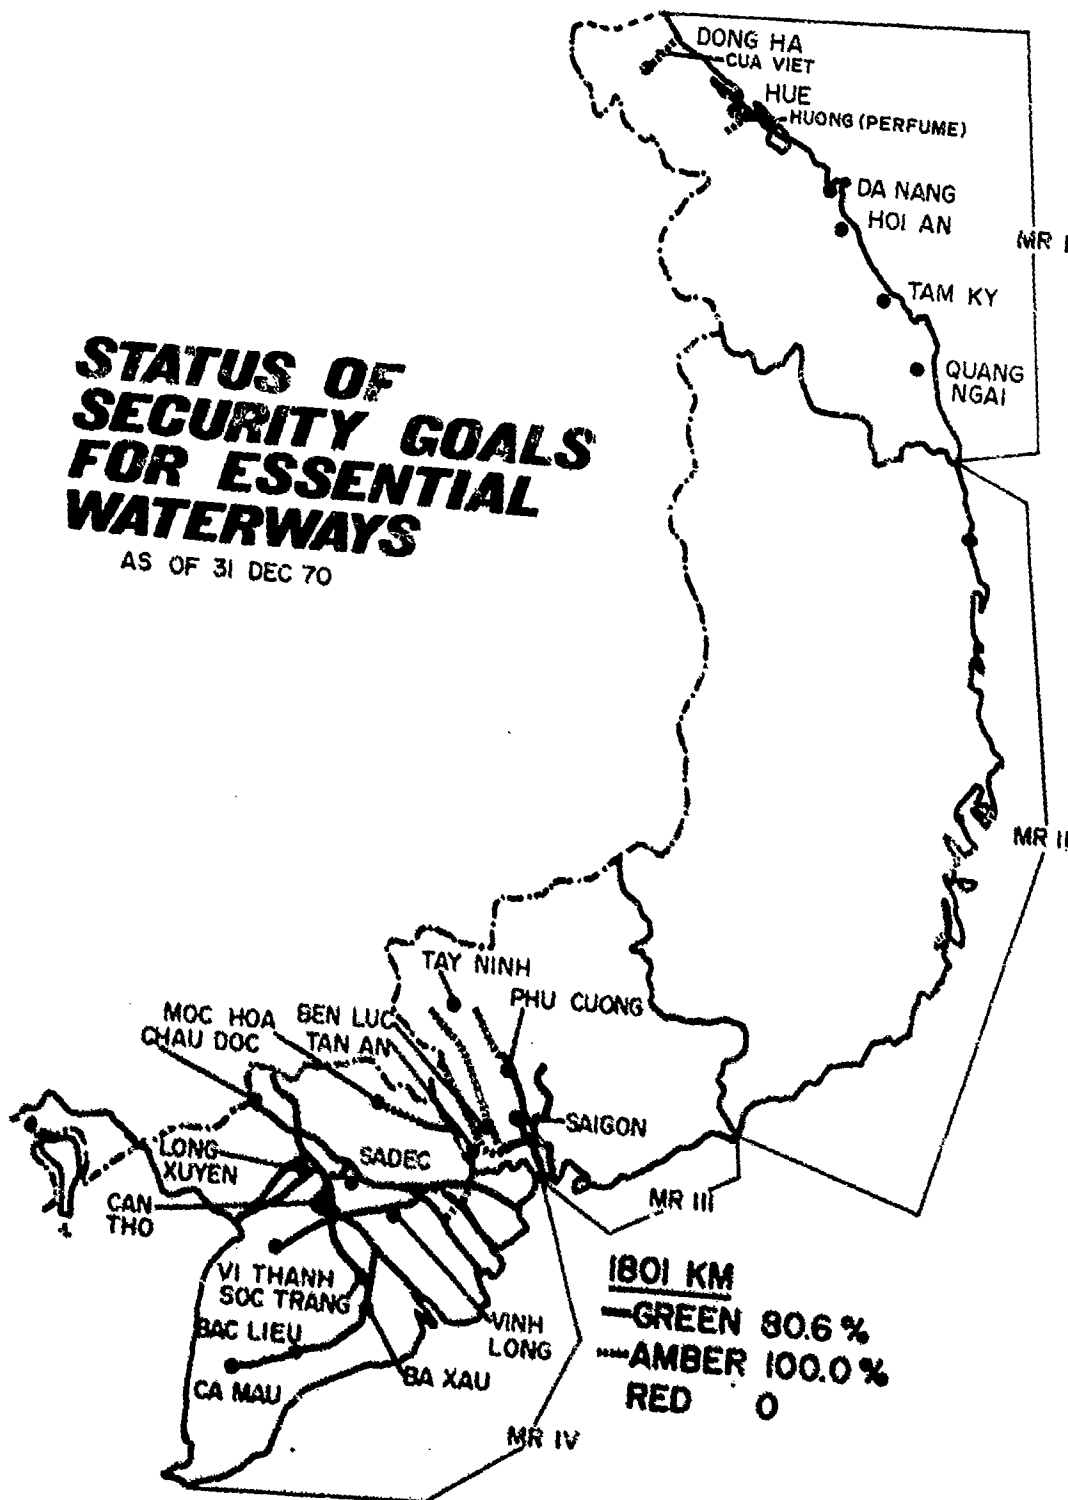 DONG HA
CUA VIET
HUE
HUONG (PERFUME)
DA NANG
HOI AN
MR I
TAM KY
QUANG
NGAI
STATUS OF
SECURITY GOALS
FOR ESSENTIAL
WATERWAYS
AS OF 31 DEC 70
MR II
TAY NINH
PHU CUONG
MOC HOA
BEN LUC
CHAU DOC
TAN AN
SAIGON
LONG
XUYEN
SADEC
CAN
THO
MR III
VI THANH
SOC TRANG
BAC LIEU
VINH
LONG
CA MAU
BA XAU
1801 KM
GREEN 80.6 %
AMBER 100.0 %
RED 0
MR IV